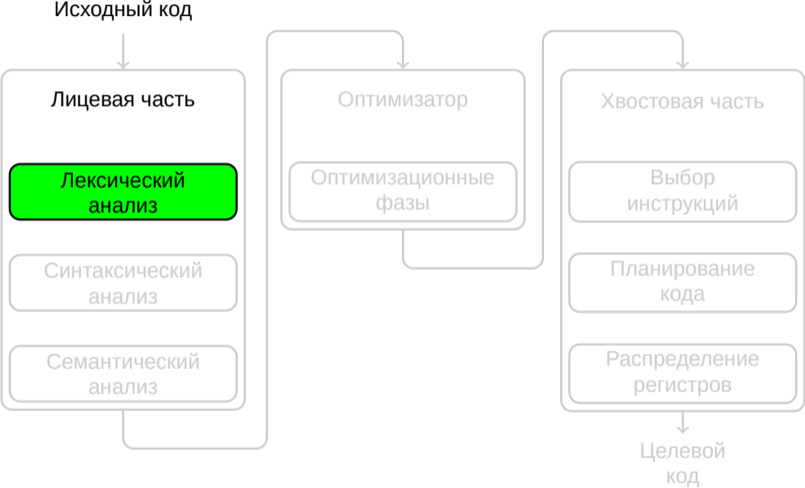 Исходный код
Лицевая часть
Лексический
анализ
Синтаксический
анализ
Семантический
анализ
Оптимизатор
Оптимизационные
фазы
Хвостовая часть
Выбор
инструкций
Планирование
кода
Распределение
регистров
Целевой
код